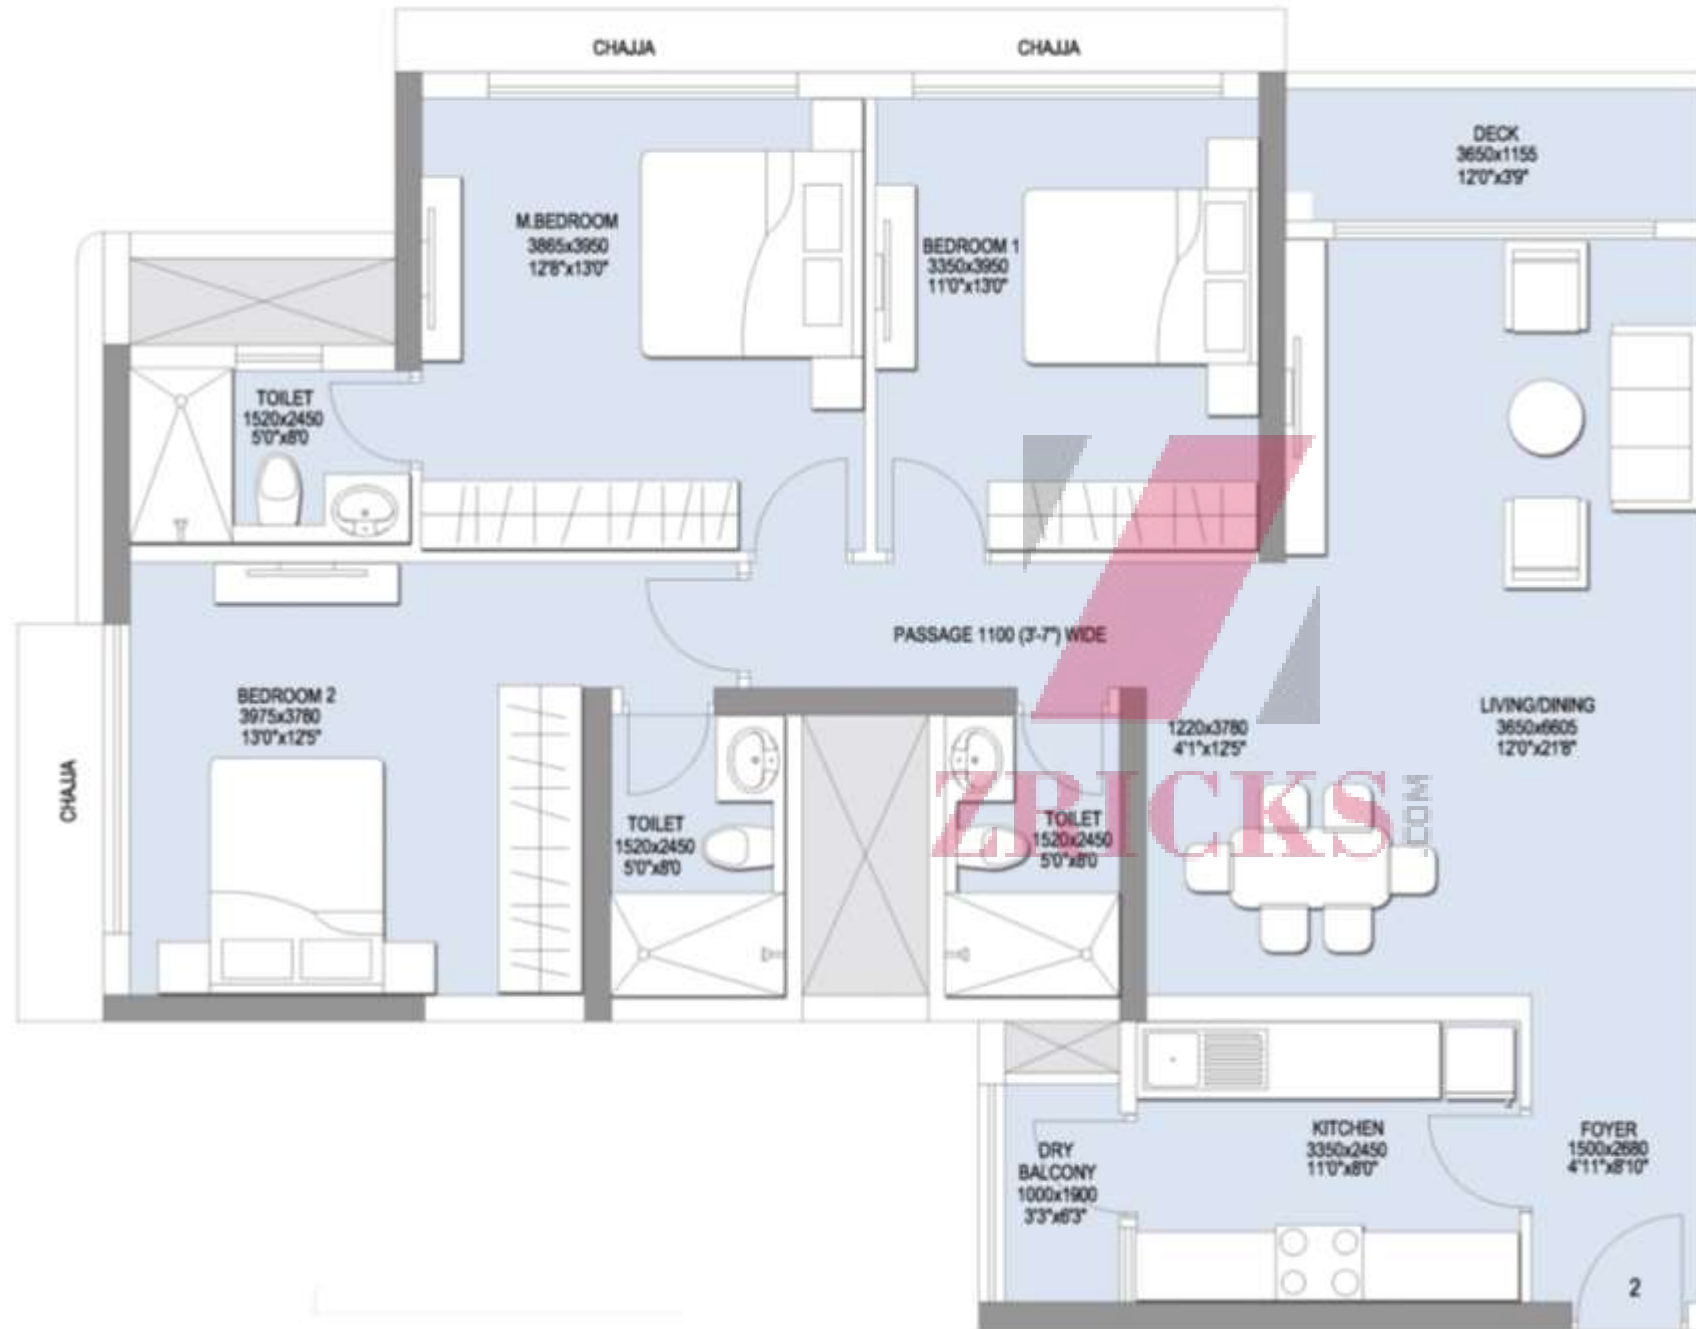 CHAJJA
CHAJJA
DECK
3650x1155
12'0"x3'9"
M.BEDROOM
3865x3950
12'8"x13'0"
BEDROOM 1
3350x3950
11'0"x13'0"
TOILET
1520x2450
5'0"x8'0
PASSAGE 1100 (3'-7") WIDE
BEDROOM 2
3975x3780
13'0"x12'5"
CHAJJA
1220x3780
4'1"x12'5"
LIVING/DINING
3650x6605
12'0"x21'8"
TOILET
1520x2450
5'0"x8'0
TOILET
1520x2450
5'0"x8'0
ZRICKS
.COM
DRY
BALCONY
1000x1900
3'3"x6'3"
KITCHEN
3350x2450
11'0"x8'0"
FOYER
1500x2680
4'11"x8'10"
2